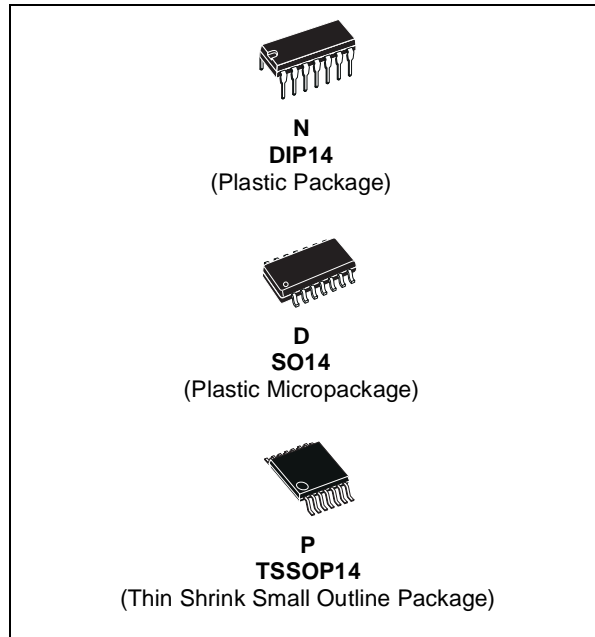 N
DIP14
(Plastic Package)
D
SO14
(Plastic Micropackage)
P
TSSOP14
(Thin Shrink Small Outline Package)